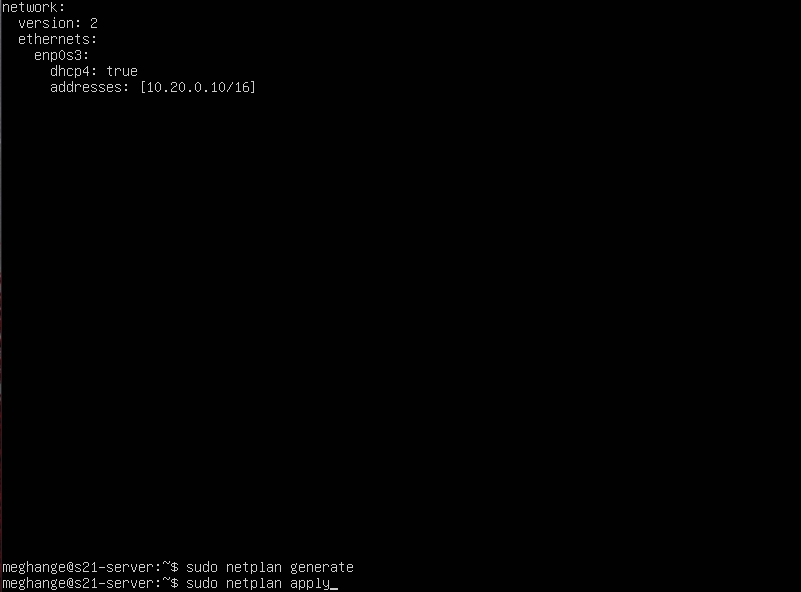 network:
  version: 2
  ethernets:
    enp0s3:
      dhcp4: true
      addresses: [10.20.0.10/16]
meghange@s21-server:~$ sudo netplan generate
meghange@s21-server:~$ sudo netplan apply_